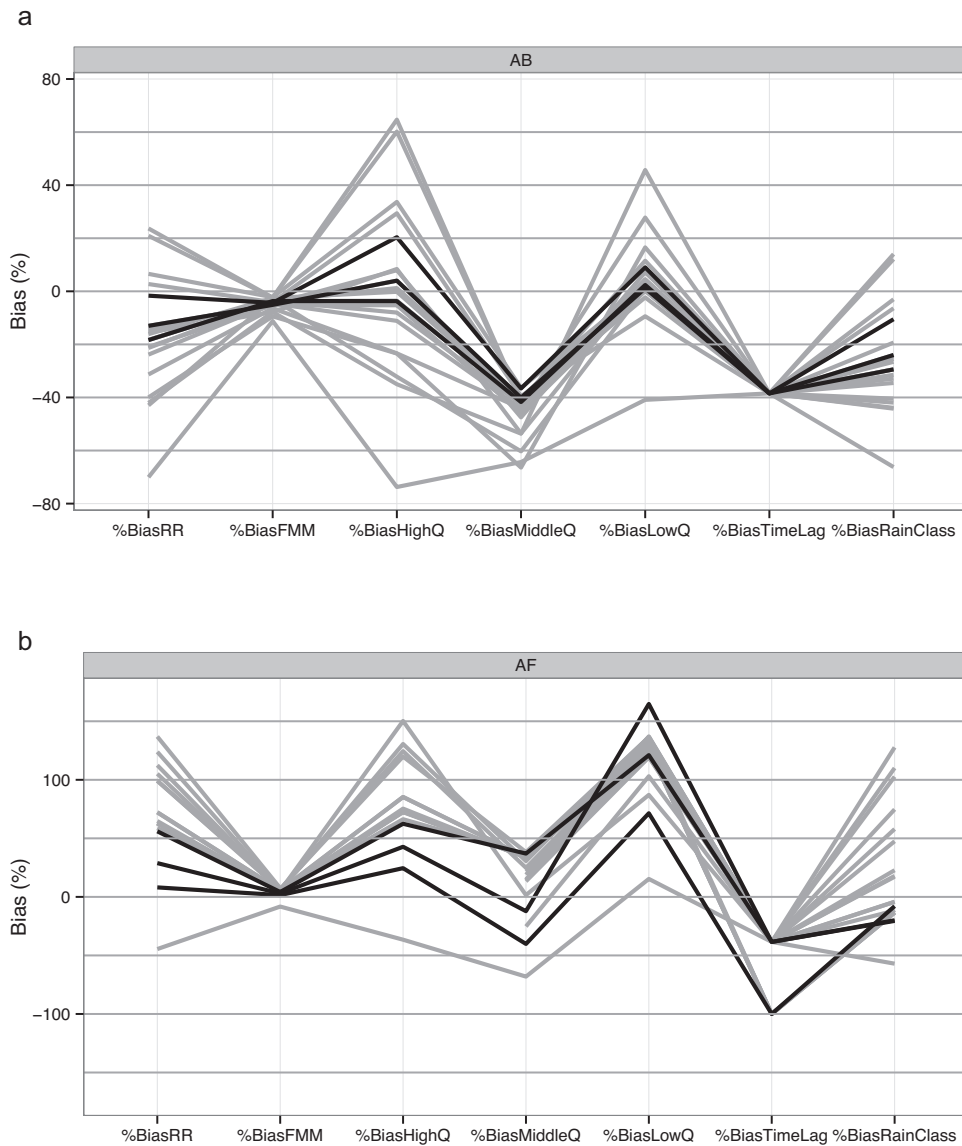 a
AB
80
40
0
−40
−80
Bias (%)
%BiasRR %BiasFMM %BiasHighQ %BiasMiddleQ %BiasLowQ %BiasTimeLag %BiasRainClass
b
AF
100
0
−100
Bias (%)
%BiasRR %BiasFMM %BiasHighQ %BiasMiddleQ %BiasLowQ %BiasTimeLag %BiasRainClass